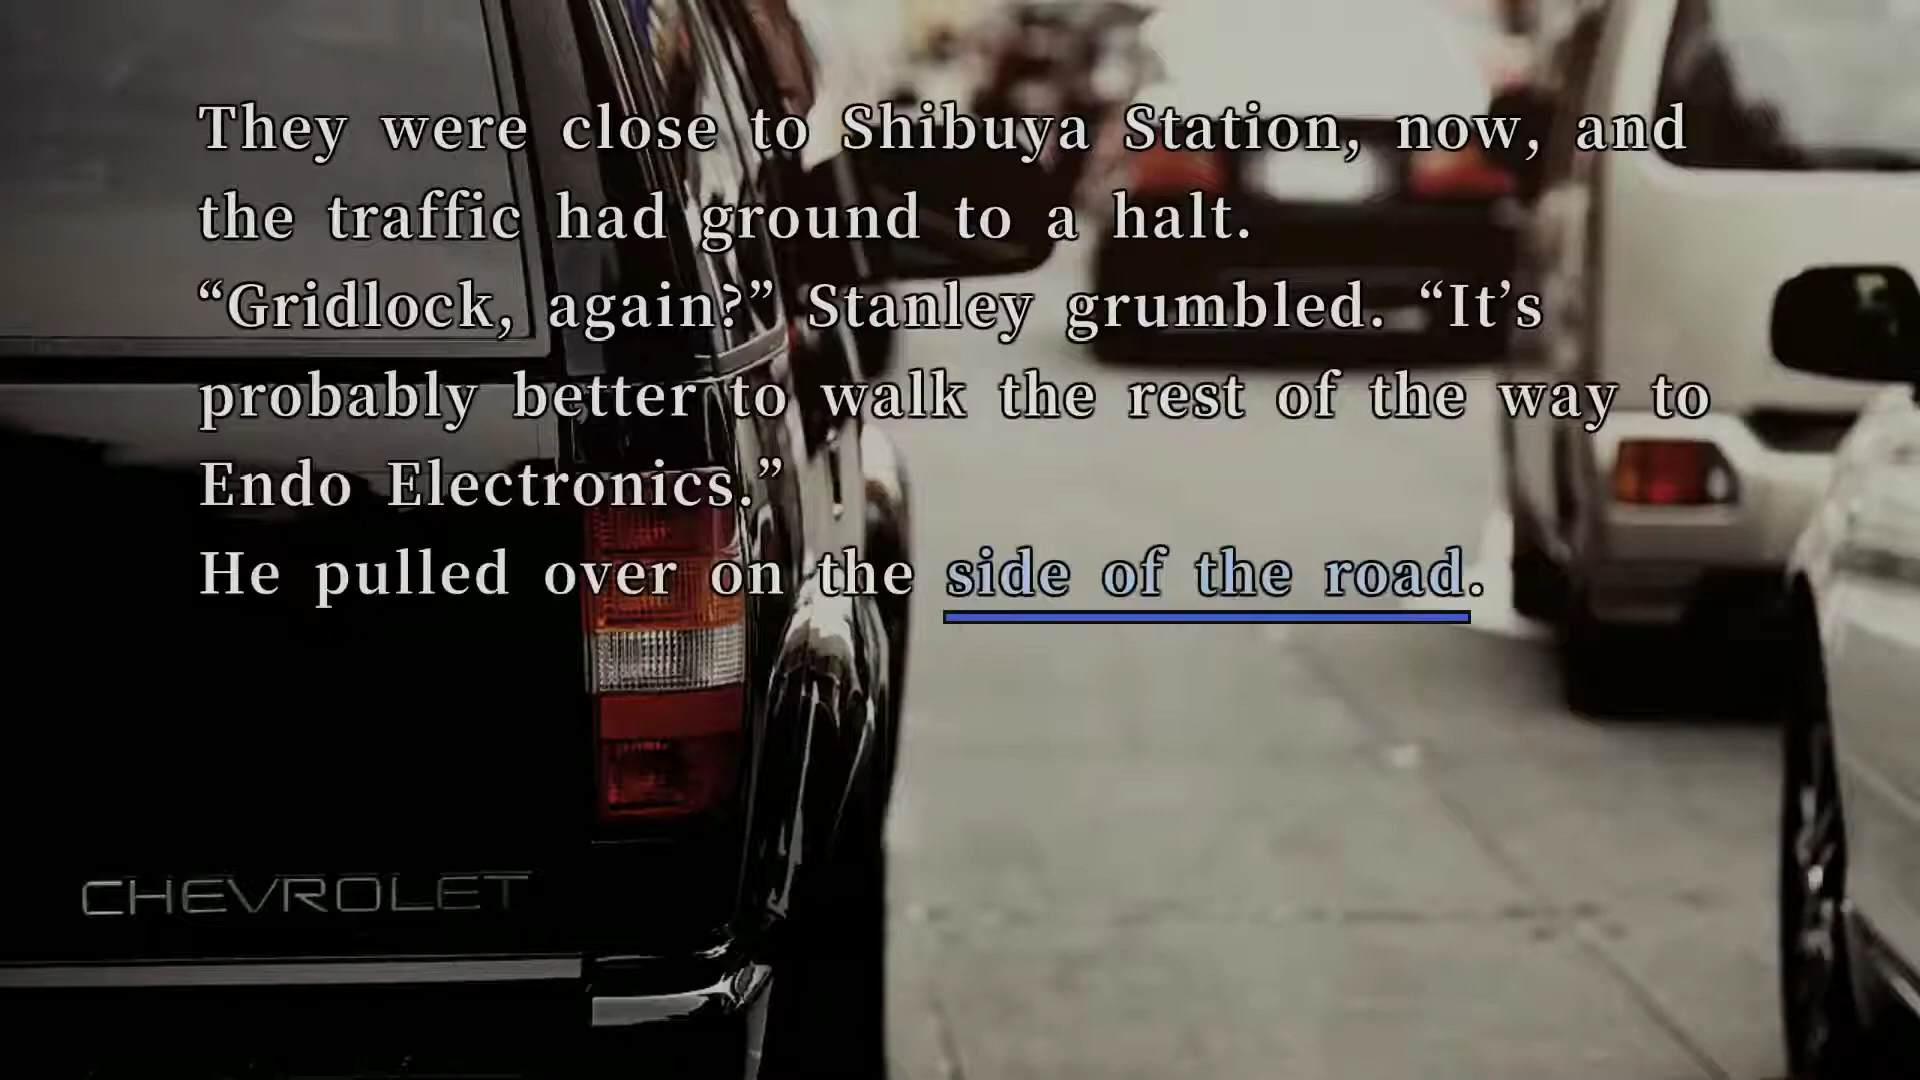 They were close to Shibuya Station, now, and
the traffic had ground to a halt.
“Gridlock, again?” Stanley grumbled. “It’s
probably better to walk the rest of the way to
Endo Electronics.”
He pulled over on the side of the road.
CHEVROLET